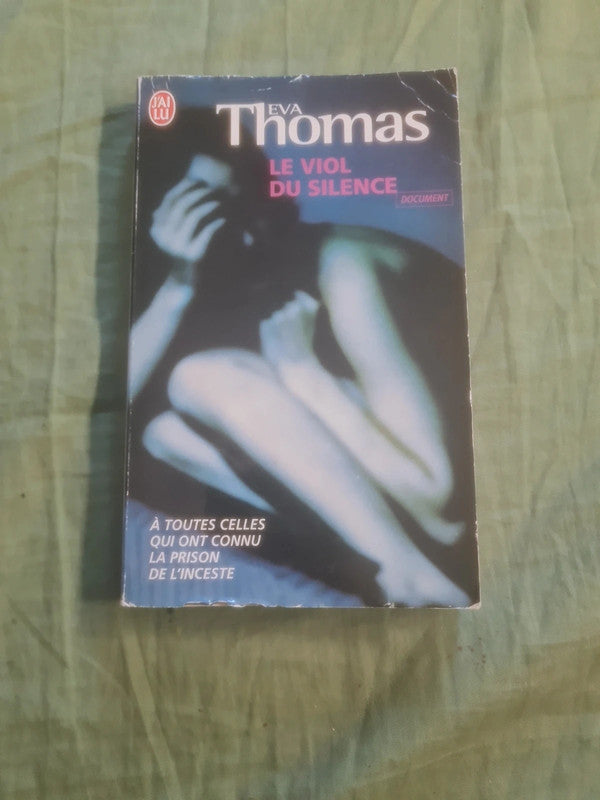 J'AI
LU
EVA
Thomas
LE VIOL
DU SILENCE
DOCUMENT
À TOUTES CELLES
QUI ONT CONNU
LA PRISON
DE L'INCESTE